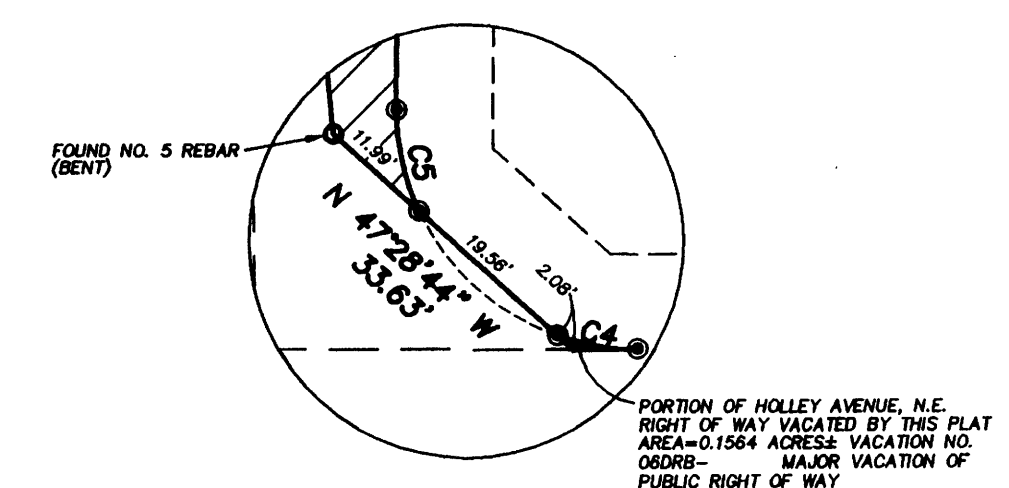 FOUND NO. 5 REBAR
(BENT)
11.99'
C5
N 47°28'44" W
33.63'
19.56'
2.08'
C4
PORTION OF HOLLEY AVENUE, N.E.
RIGHT OF WAY VACATED BY THIS PLAT
AREA=0.1564 ACRES± VACATION NO.
06DRB- MAJOR VACATION OF
PUBLIC RIGHT OF WAY